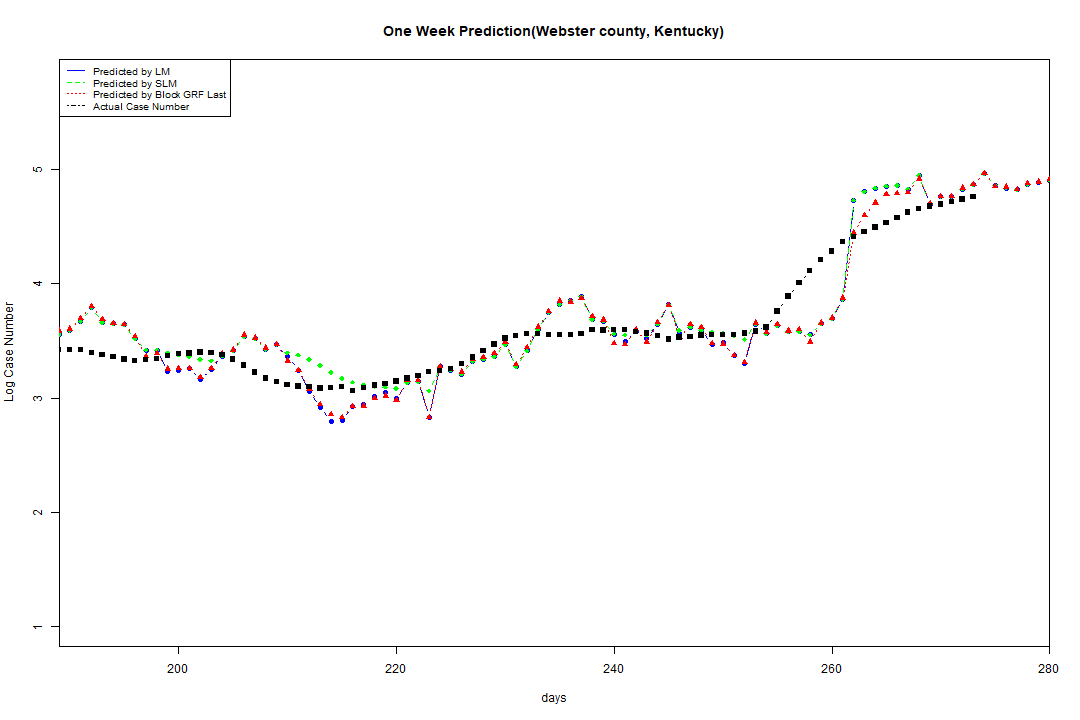 One Week Prediction(Webster county, Kentucky)
Predicted by LM
Predicted by SLM
Predicted by Block GRF Last
Actual Case Number
5
4
3
2
1
Log Case Number
200
220
240
260
280
days